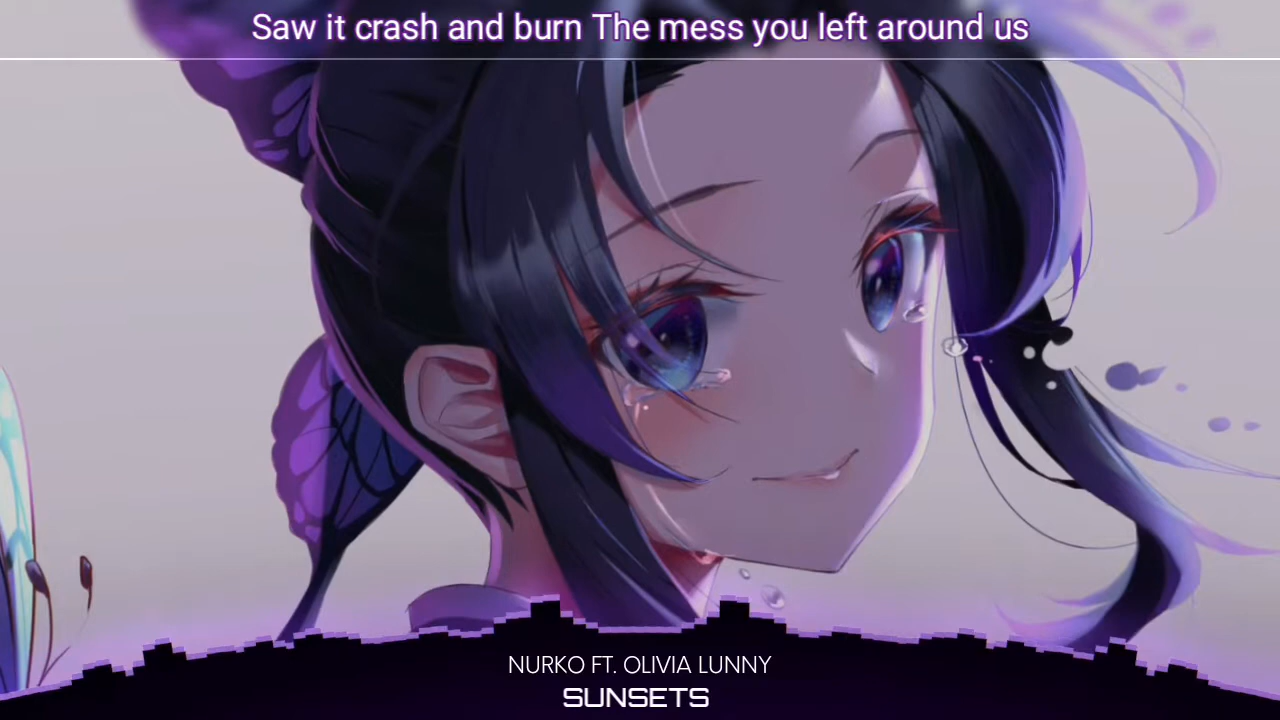 Saw it crash and burn The mess you left around us
NURKO FT. OLIVIA LUNNY
SUNSETS